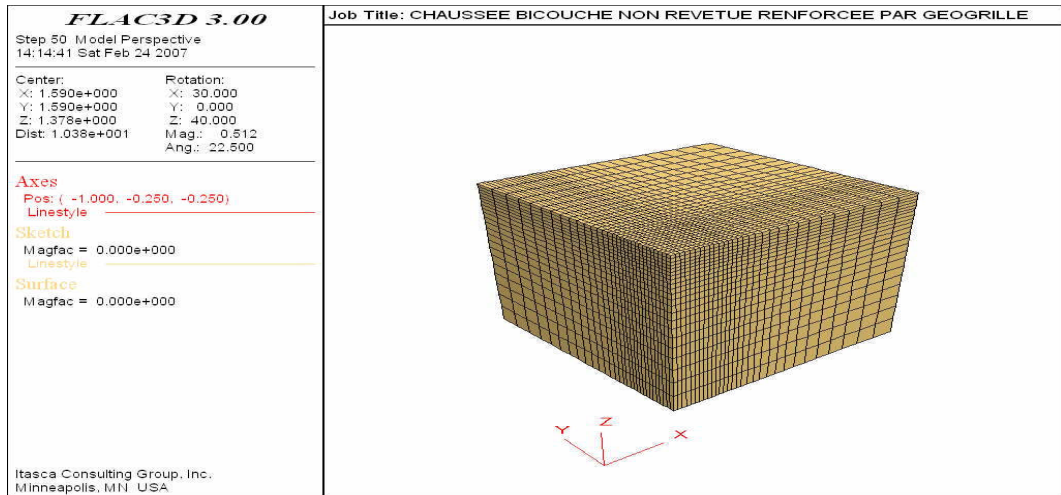 FLAC3D 3.00
Step 50 Model Perspective
14:14:41 Sat Feb 24 2007
Center: Rotation:
X: 1.590e+000 X: 30.000
Y: 1.590e+000 Y: 0.000
Z: 1.378e+000 Z: 40.000
Dist: 1.038e+001 Mag.: 0.512
Ang.: 22.500
Axes
Pos: ( -1.000, -0.250, -0.250)
Linestyle
Sketch
Magfac = 0.000e+000
Linestyle
Surface
Magfac = 0.000e+000
Itasca Consulting Group, Inc.
Minneapolis, MN USA
Job Title: CHAUSSEE BICOUCHE NON REVETUE RENFORCEE PAR GEOGRILLE
Y Z X